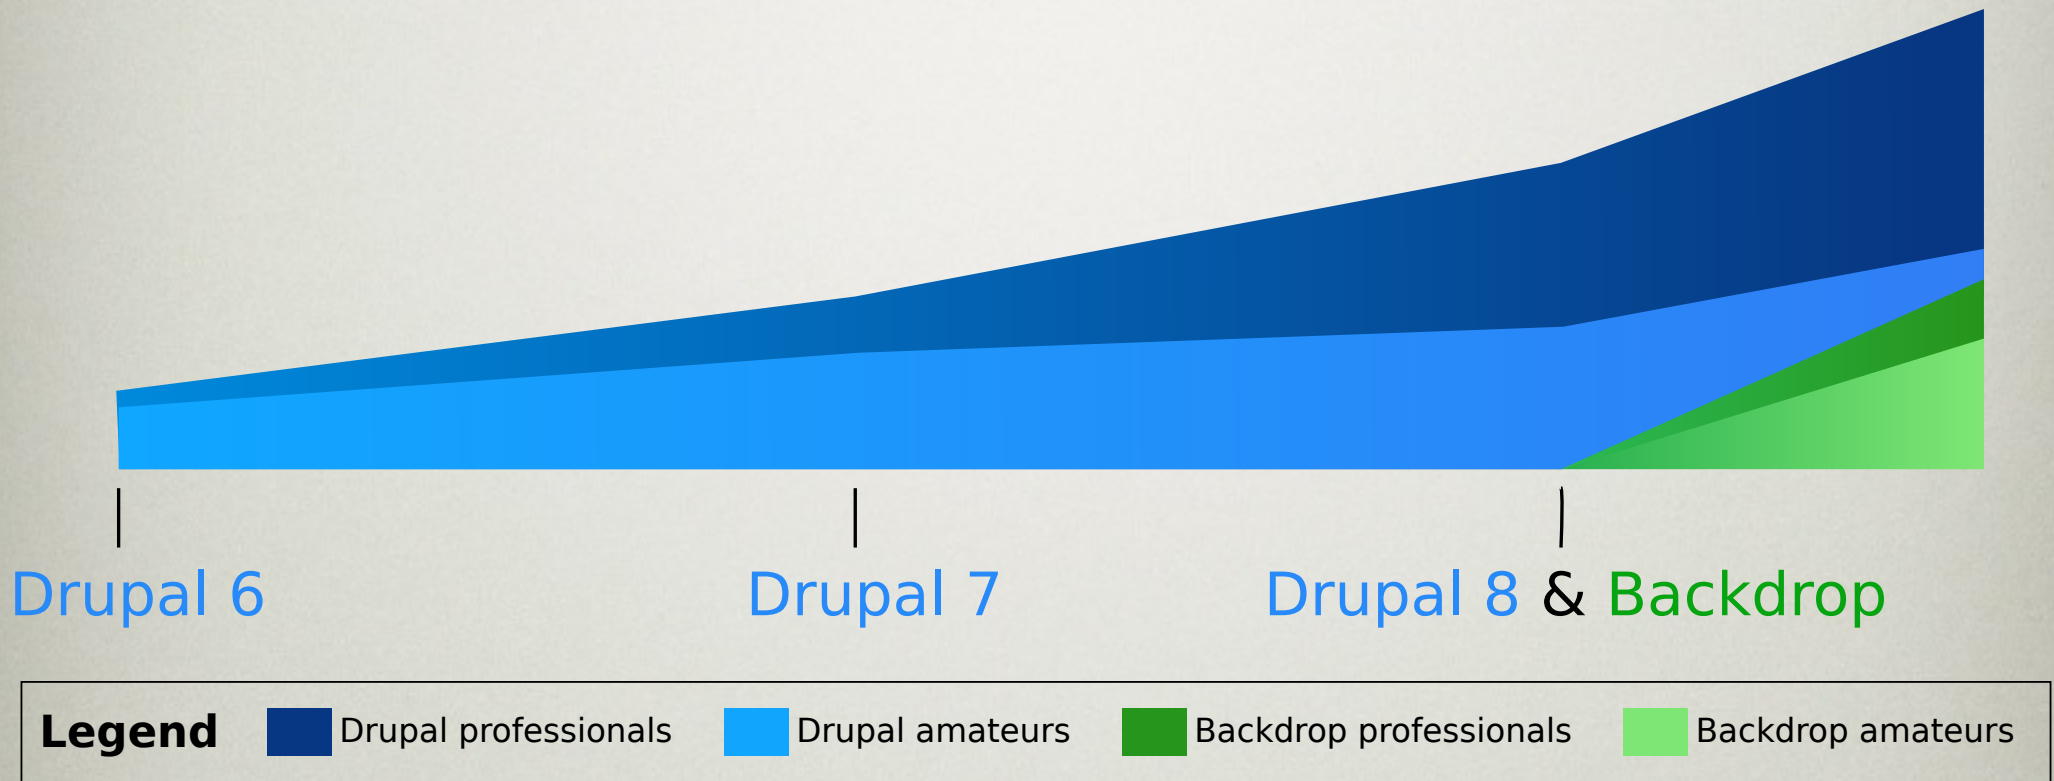 Drupal 6
Drupal 7
Drupal 8 & Backdrop
Legend
Drupal professionals
Drupal amateurs
Backdrop professionals
Backdrop amateurs